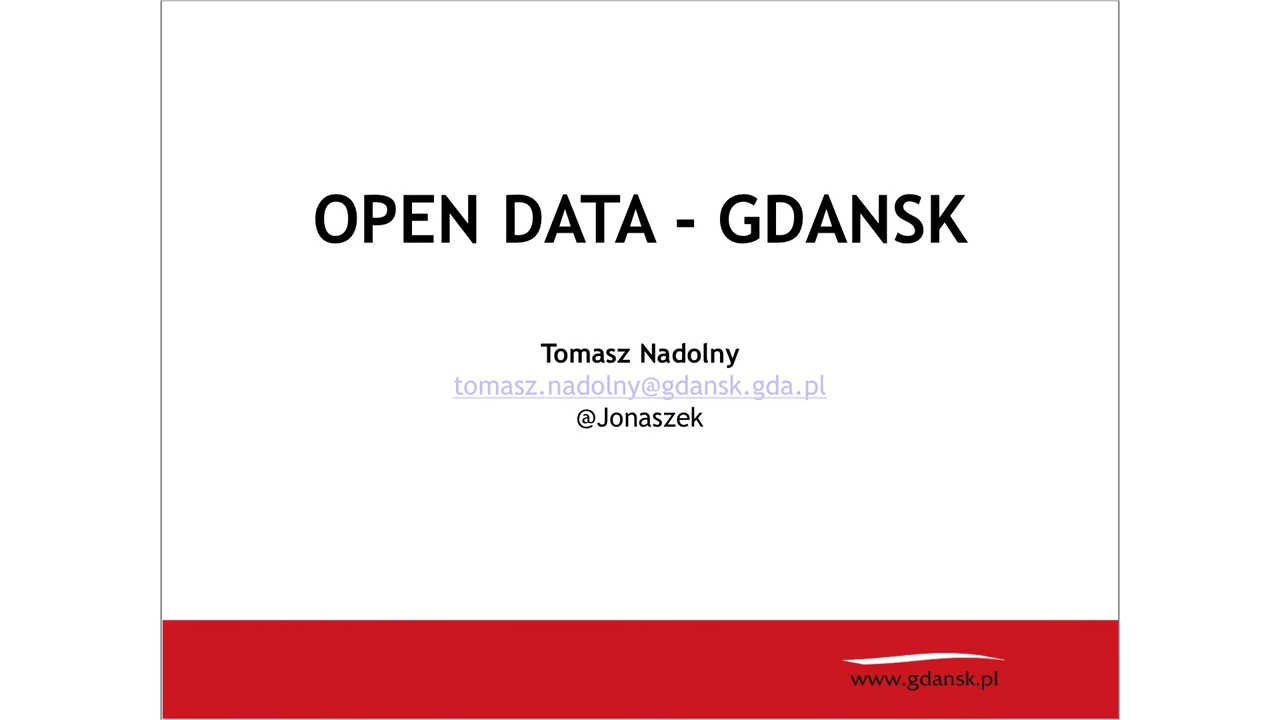 OPEN DATA - GDANSK
Tomasz Nadolny
tomasz.nadolny@gdansk.gda.pl
@Jonaszek
www.gdansk.pl